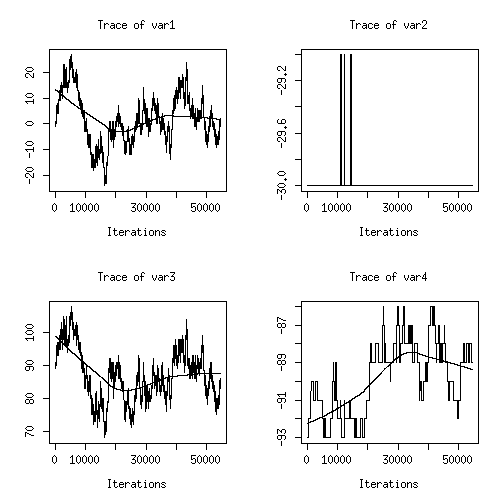 Trace of var1
20
10
0
-10
-20
0 10000 30000 50000
Iterations
Trace of var2
-29.2
-29.6
-30.0
0 10000 30000 50000
Iterations
Trace of var3
100
90
80
70
0 10000 30000 50000
Iterations
Trace of var4
-87
-89
-91
-93
0 10000 30000 50000
Iterations